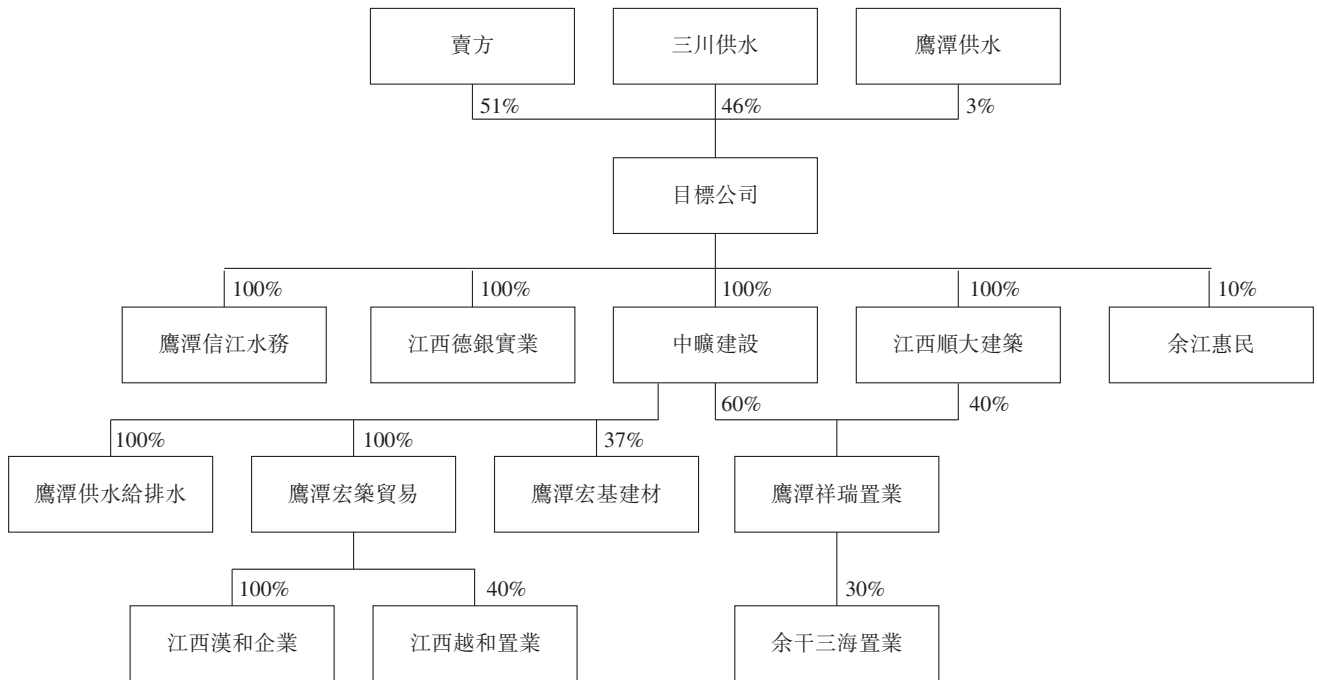 賣方
三川供水
鷹潭供水
51%
46%
3%
目標公司
100%
100%
100%
100%
10%
鷹潭信江水務
江西德銀實業
中曠建設
江西順大建築
余江惠民
60%
40%
100%
100%
37%
鷹潭供水給排水
鷹潭宏築貿易
鷹潭宏基建材
鷹潭祥瑞置業
100%
40%
30%
江西漢和企業
江西越和置業
余干三海置業